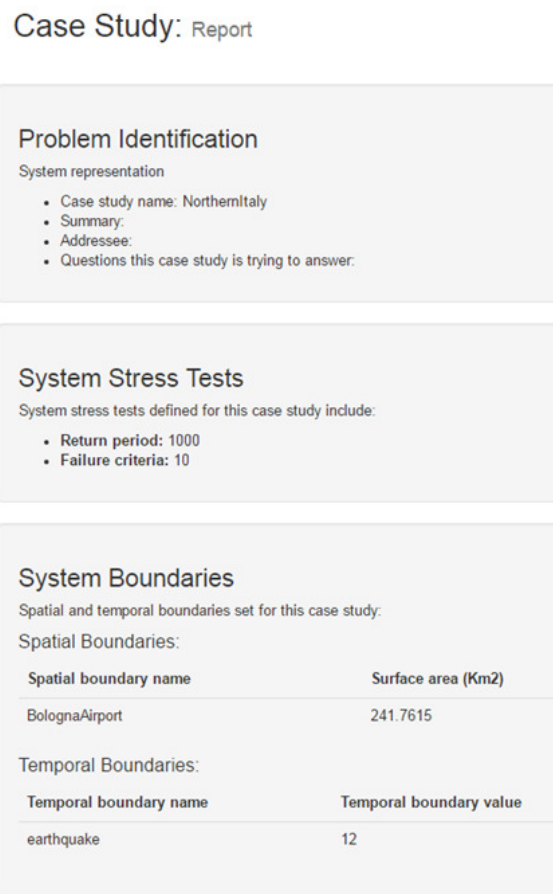 Case Study: Report
Problem Identification
System representation
• Case study name: NorthernItaly
• Summary:
• Addressee:
• Questions this case study is trying to answer:
System Stress Tests
System stress tests defined for this case study include:
• Return period: 1000
• Failure criteria: 10
System Boundaries
Spatial and temporal boundaries set for this case study:
Spatial Boundaries:
Spatial boundary name Surface area (Km2)
BolognaAirport 241.7615
Temporal Boundaries:
Temporal boundary name Temporal boundary value
earthquake 12